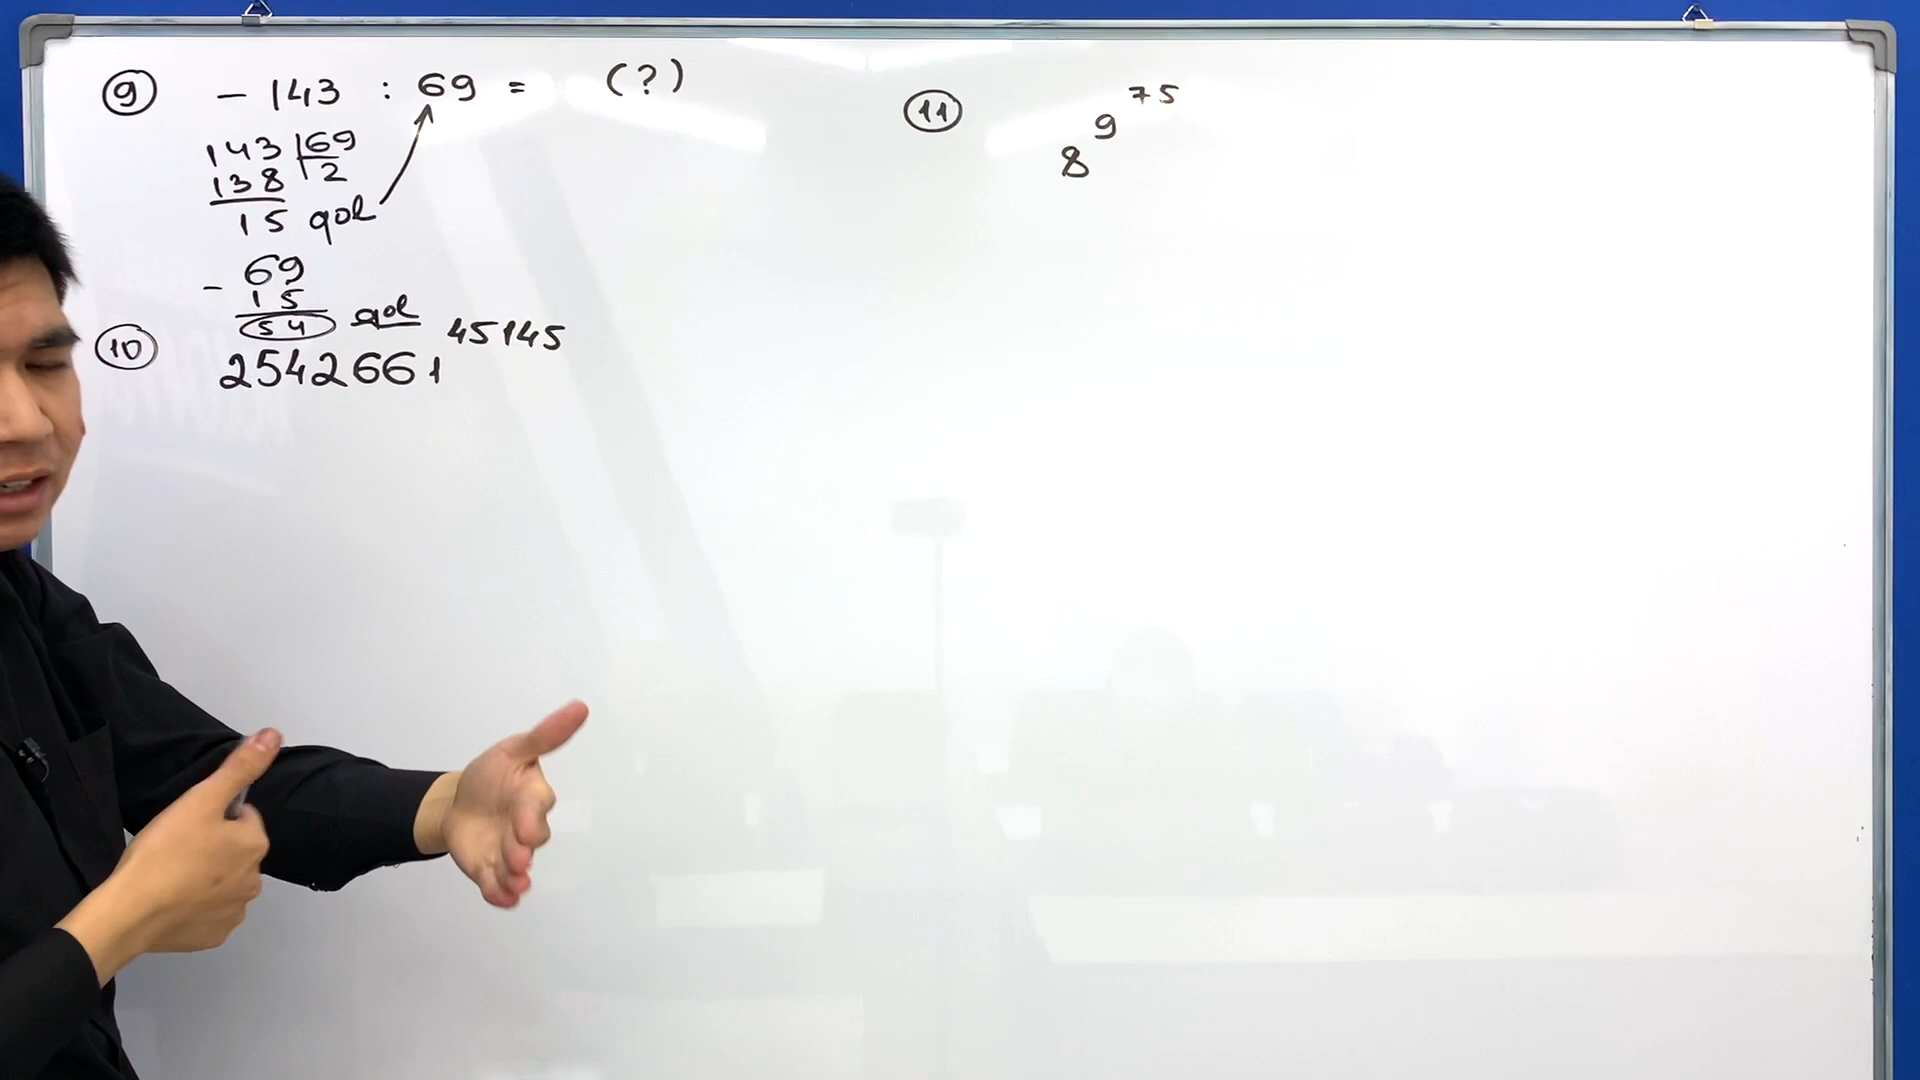 9 - 143 : 69 = (?)
143 69
138 2
15 qol
- 69
15
54 qol
10 2542661^45145
11 8^9^75